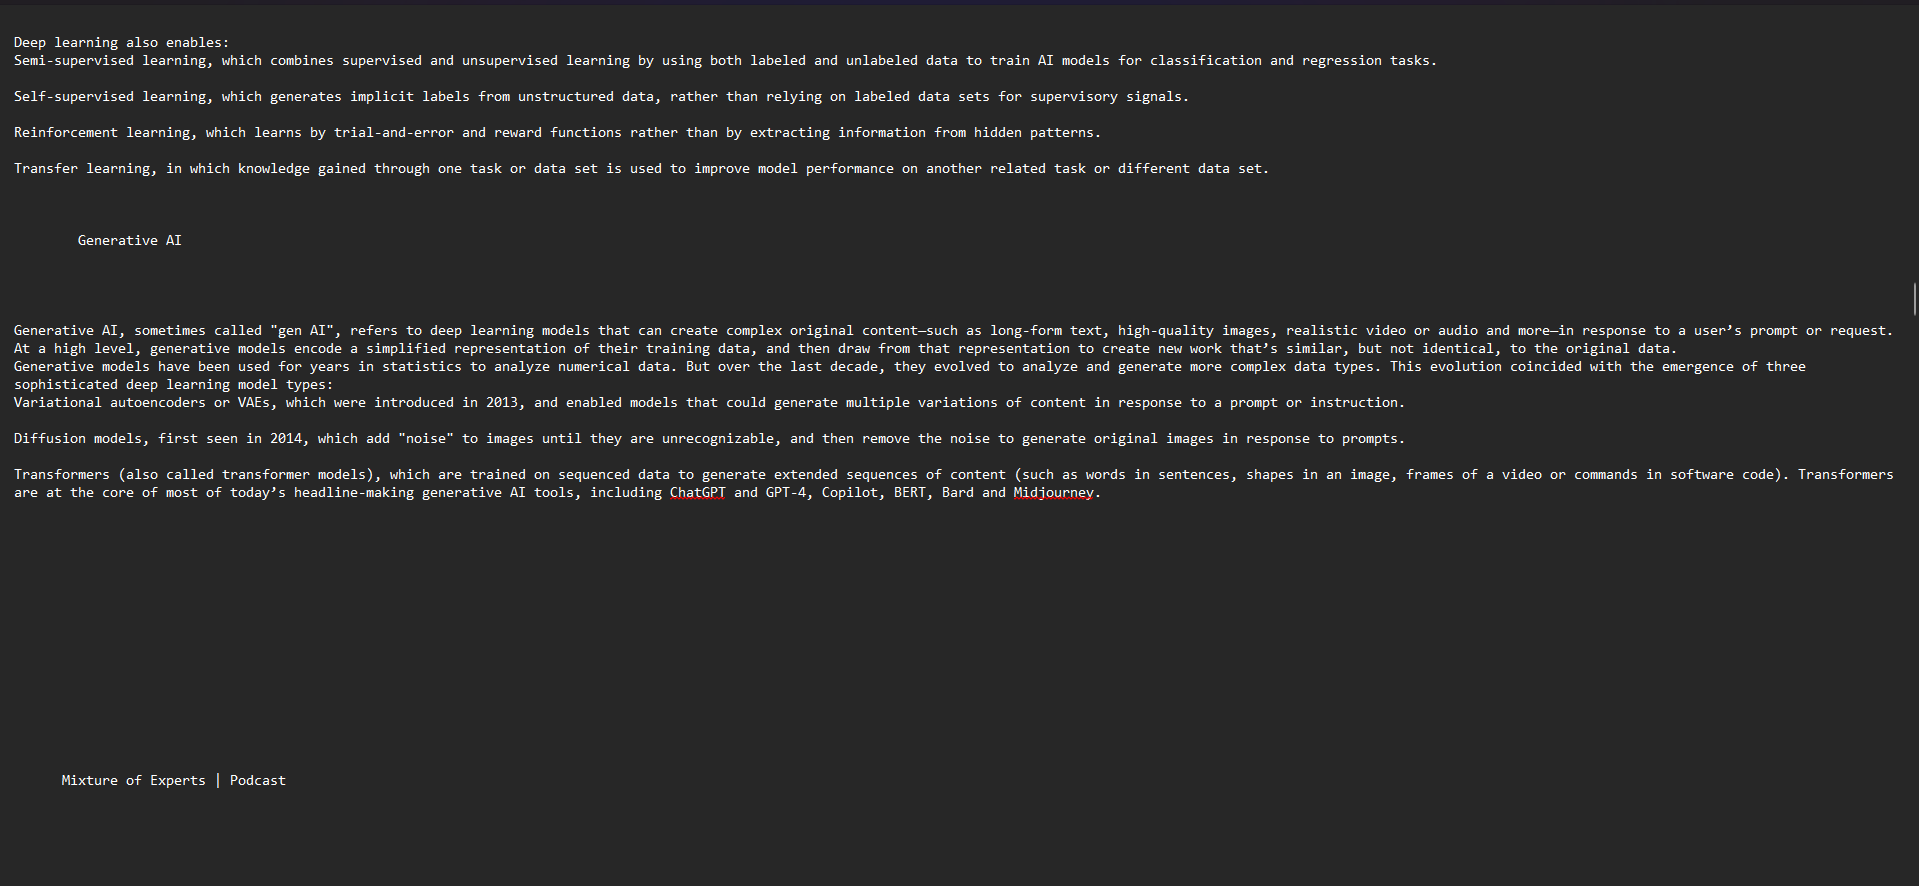 Deep learning also enables:
Semi-supervised learning, which combines supervised and unsupervised learning by using both labeled and unlabeled data to train AI models for classification and regression tasks.
Self-supervised learning, which generates implicit labels from unstructured data, rather than relying on labeled data sets for supervisory signals.
Reinforcement learning, which learns by trial-and-error and reward functions rather than by extracting information from hidden patterns.
Transfer learning, in which knowledge gained through one task or data set is used to improve model performance on another related task or different data set.
Generative AI
Generative AI, sometimes called "gen AI", refers to deep learning models that can create complex original content—such as long-form text, high-quality images, realistic video or audio and more—in response to a user’s prompt or request.
At a high level, generative models encode a simplified representation of their training data, and then draw from that representation to create new work that’s similar, but not identical, to the original data.
Generative models have been used for years in statistics to analyze numerical data. But over the last decade, they evolved to analyze and generate more complex data types. This evolution coincided with the emergence of three
sophisticated deep learning model types:
Variational autoencoders or VAEs, which were introduced in 2013, and enabled models that could generate multiple variations of content in response to a prompt or instruction.
Diffusion models, first seen in 2014, which add "noise" to images until they are unrecognizable, and then remove the noise to generate original images in response to prompts.
Transformers (also called transformer models), which are trained on sequenced data to generate extended sequences of content (such as words in sentences, shapes in an image, frames of a video or commands in software code). Transformers
are at the core of most of today’s headline-making generative AI tools, including ChatGPT and GPT-4, Copilot, BERT, Bard and Midjourney.
Mixture of Experts | Podcast